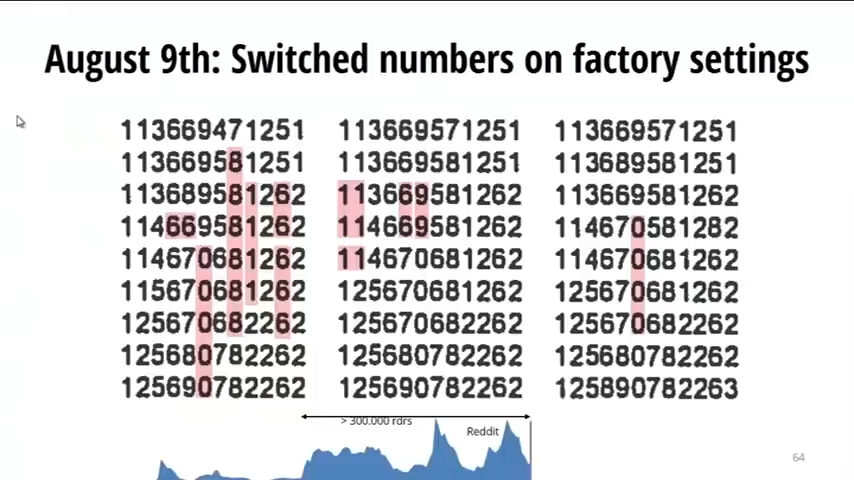 August 9th: Switched numbers on factory settings
113669471251 113669571251 113669571251
113669581251 113669581251 113689581251
113689581262 113669581262 113669581262
114669581262 114669581262 114670581282
114670681262 114670681262 114670681262
115670681262 125670681262 125670681262
125670682262 125670682262 125670682262
125680782262 125680782262 125680782262
125690782262 125690782262 125890782263
> 300.000 rdrs
Reddit
64